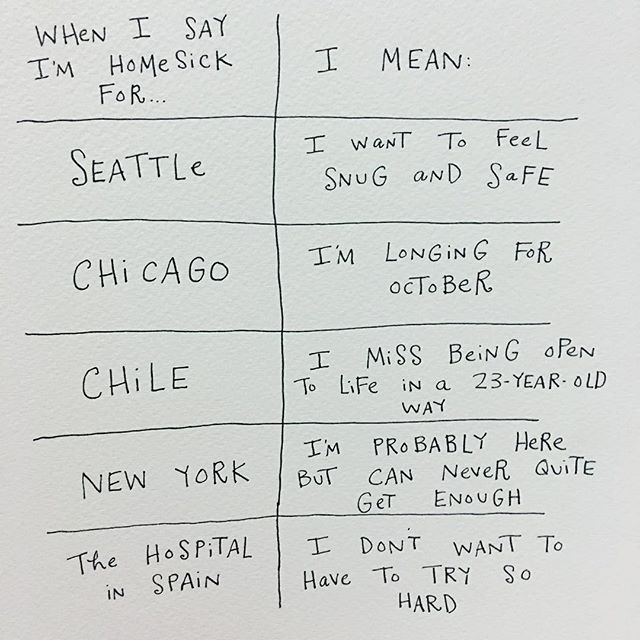 WHEN I SAY
I'M HOMESICK
FOR...
I MEAN:
SEATTLE
I WANT TO FEEL
SNUG AND SAFE
CHICAGO
I'M LONGING FOR
OCTOBER
CHILE
I MISS BEING OPEN
TO LIFE IN A 23-YEAR-OLD
WAY
NEW YORK
I'M PROBABLY HERE
BUT CAN NEVER QUITE
GET ENOUGH
The HOSPITAL
IN SPAIN
I DON'T WANT TO
Have To TRY SO
HARD